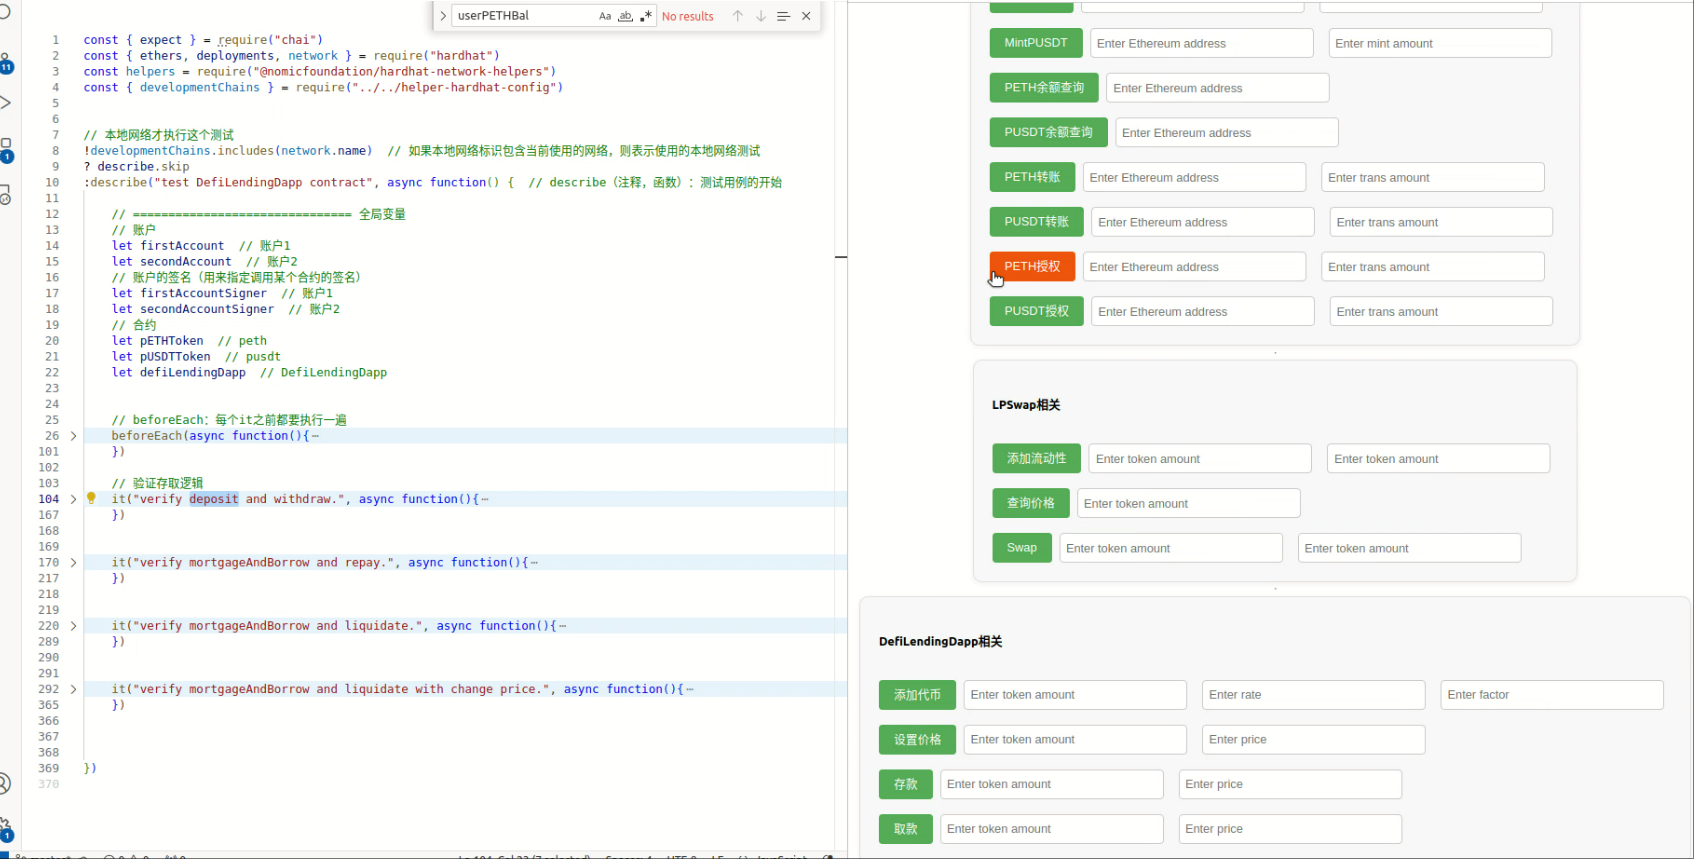 userPETHBal
Aa
ab
No results
1 const { expect } = require("chai")
2 const { ethers, deployments, network } = require("hardhat")
3 const helpers = require("@nomicfoundation/hardhat-network-helpers")
4 const { developmentChains } = require("../../helper-hardhat-config")
5
6
7 // 本地网络才执行这个测试
8 !developmentChains.includes(network.name)  // 如果本地网络标识包含当前使用的网络，则表示使用的本地网络测试
9 ? describe.skip
10 :describe("test DefiLendingDapp contract", async function() {  // describe（注释，函数）：测试用例的开始
11
12 // =============================== 全局变量
13 // 账户
14 let firstAccount  // 账户1
15 let secondAccount  // 账户2
16 // 账户的签名（用来指定调用某个合约的签名）
17 let firstAccountSigner  // 账户1
18 let secondAccountSigner  // 账户2
19 // 合约
20 let pETHToken  // peth
21 let pUSDTToken  // pusdt
22 let defiLendingDapp  // DefiLendingDapp
23
24
25 // beforeEach：每个it之前都要执行一遍
26 beforeEach(async function(){⋯
101 })
102
103 // 验证存取逻辑
104 it("verify deposit and withdraw.", async function(){⋯
167 })
168
169
170 it("verify mortgageAndBorrow and repay.", async function(){⋯
217 })
218
219
220 it("verify mortgageAndBorrow and liquidate.", async function(){⋯
289 })
290
291
292 it("verify mortgageAndBorrow and liquidate with change price.", async function(){⋯
365 })
366
367
368
369 })
370
11
1
1
MintPUSDT Enter Ethereum address Enter mint amount
PETH余额查询 Enter Ethereum address
PUSDT余额查询 Enter Ethereum address
PETH转账 Enter Ethereum address Enter trans amount
PUSDT转账 Enter Ethereum address Enter trans amount
PETH授权 Enter Ethereum address Enter trans amount
PUSDT授权 Enter Ethereum address Enter trans amount
LPSwap相关
添加流动性 Enter token amount Enter token amount
查询价格 Enter token amount
Swap Enter token amount Enter token amount
DefiLendingDapp相关
添加代币 Enter token amount Enter rate Enter factor
设置价格 Enter token amount Enter price
存款 Enter token amount Enter price
取款 Enter token amount Enter price